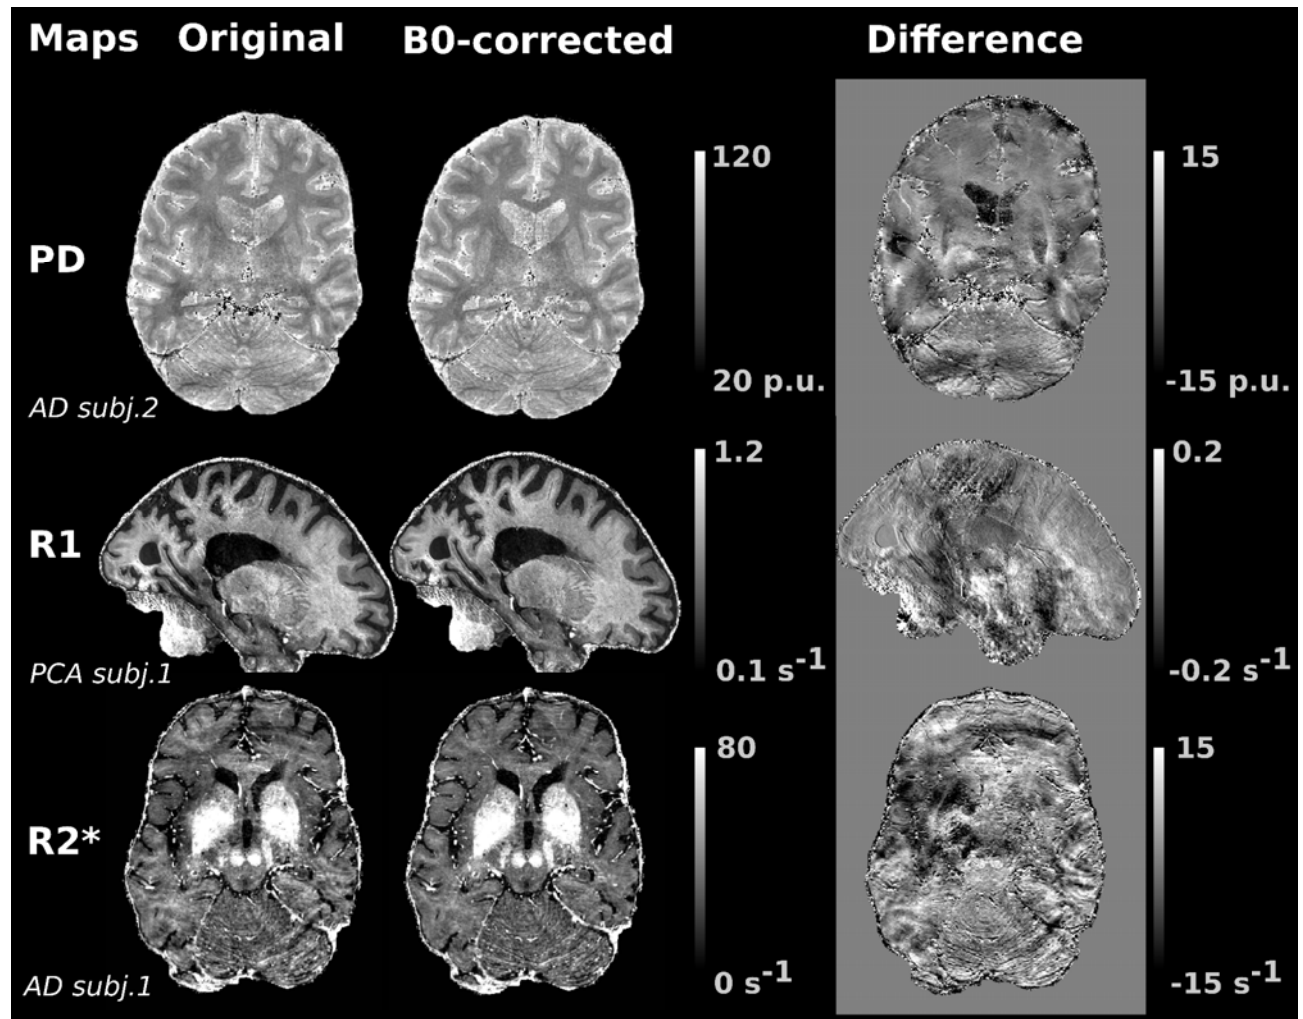 Maps Original B0-corrected Difference
120 15
PD
20 p.u. -15 p.u.
AD subj.2
1.2 0.2
R1
0.1 s-1 -0.2 s-1
PCA subj.1
80 15
R2*
0 s-1 -15 s-1
AD subj.1